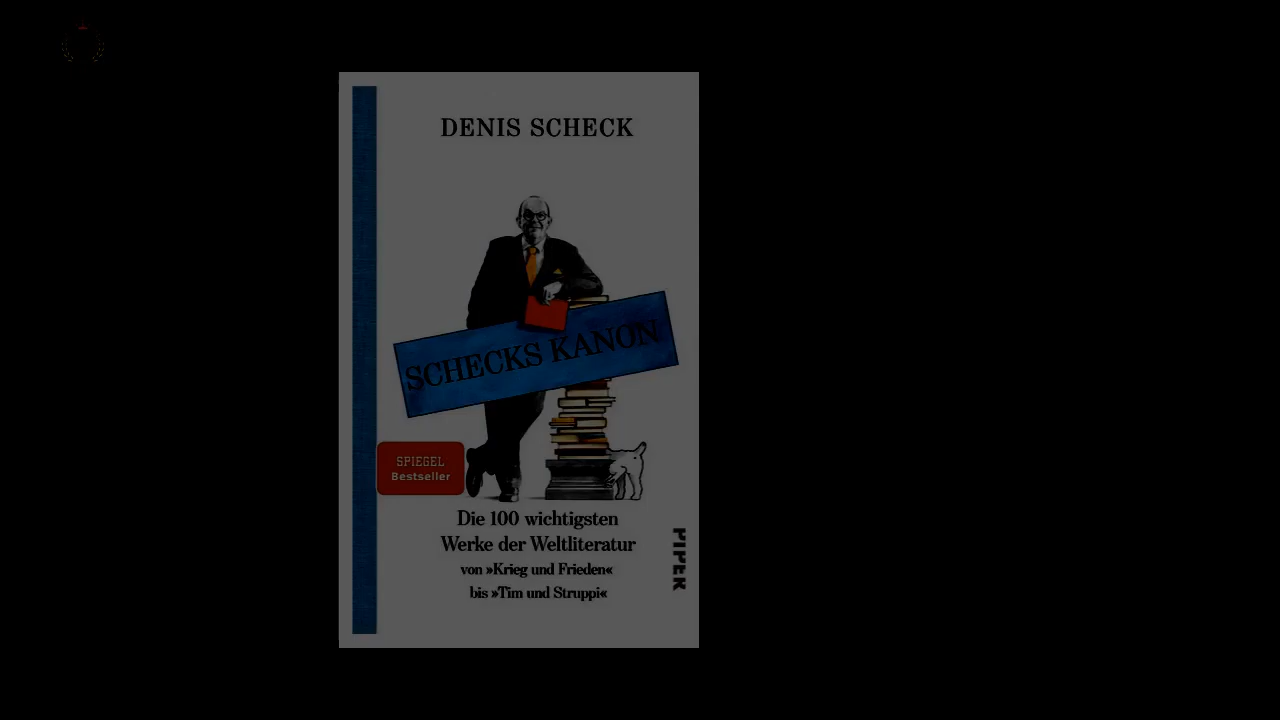 DENIS SCHECK
SCHECKS KANON
SPIEGEL
Bestseller
Die 100 wichtigsten
Werke der Weltliteratur
von »Krieg und Frieden«
bis »Tim und Struppi«
PIPER